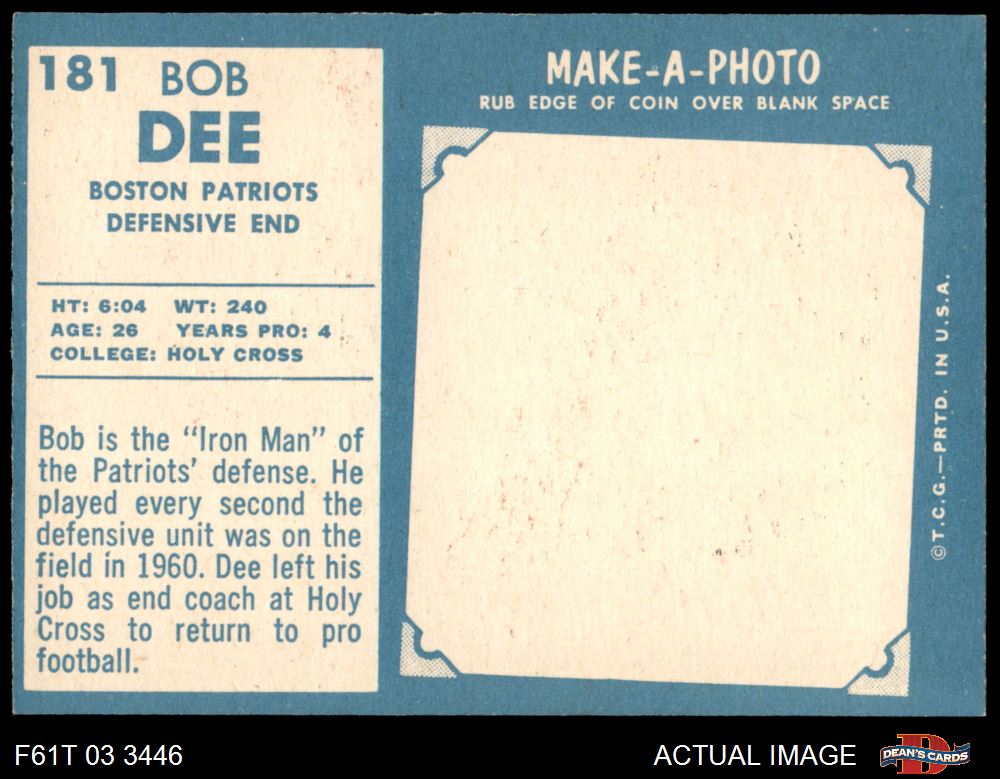 181 BOB
DEE
BOSTON PATRIOTS
DEFENSIVE END
HT: 6:04 WT: 240
AGE: 26 YEARS PRO: 4
COLLEGE: HOLY CROSS
Bob is the “Iron Man” of
the Patriots’ defense. He
played every second the
defensive unit was on the
field in 1960. Dee left his
job as end coach at Holy
Cross to return to pro
football.
MAKE-A-PHOTO
RUB EDGE OF COIN OVER BLANK SPACE
©T.C.G.—PRTD. IN U.S.A.
F61T 03 3446
ACTUAL IMAGE
D
DEAN'S CARDS